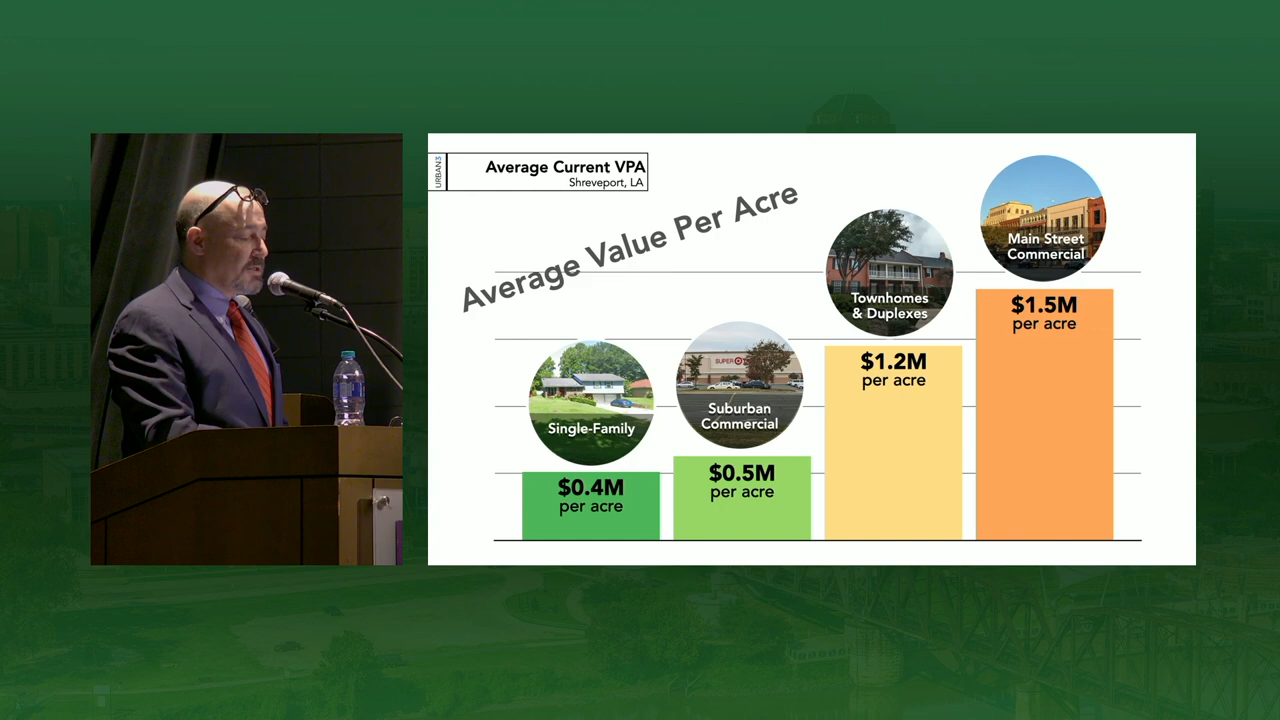 URBAN3
Average Current VPA
Shreveport, LA
Average Value Per Acre
Single-Family
$0.4M
per acre
SUPER
Suburban
Commercial
$0.5M
per acre
Townhomes
& Duplexes
$1.2M
per acre
Main Street
Commercial
$1.5M
per acre